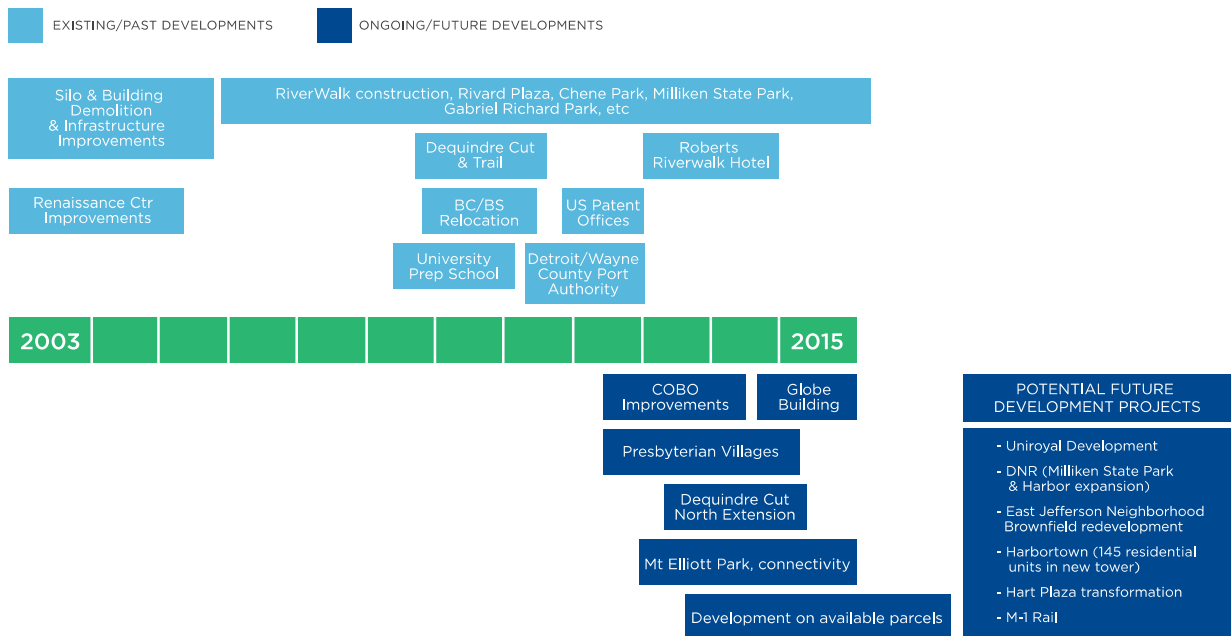 EXISTING/PAST DEVELOPMENTS
ONGOING/FUTURE DEVELOPMENTS
Silo & Building
Demolition
& Infrastructure
Improvements
RiverWalk construction, Rivard Plaza, Chene Park, Milliken State Park,
Gabriel Richard Park, etc
Dequindre Cut
& Trail
Roberts
Riverwalk Hotel
Renaissance Ctr
Improvements
BC/BS
Relocation
US Patent
Offices
University
Prep School
Detroit/Wayne
County Port
Authority
2003
2015
COBO
Improvements
Globe
Building
Presbyterian Villages
Dequindre Cut
North Extension
Mt Elliott Park, connectivity
Development on available parcels
POTENTIAL FUTURE
DEVELOPMENT PROJECTS
- Uniroyal Development
- DNR (Milliken State Park
& Harbor expansion)
- East Jefferson Neighborhood
Brownfield redevelopment
- Harbortown (145 residential
units in new tower)
- Hart Plaza transformation
- M-1 Rail